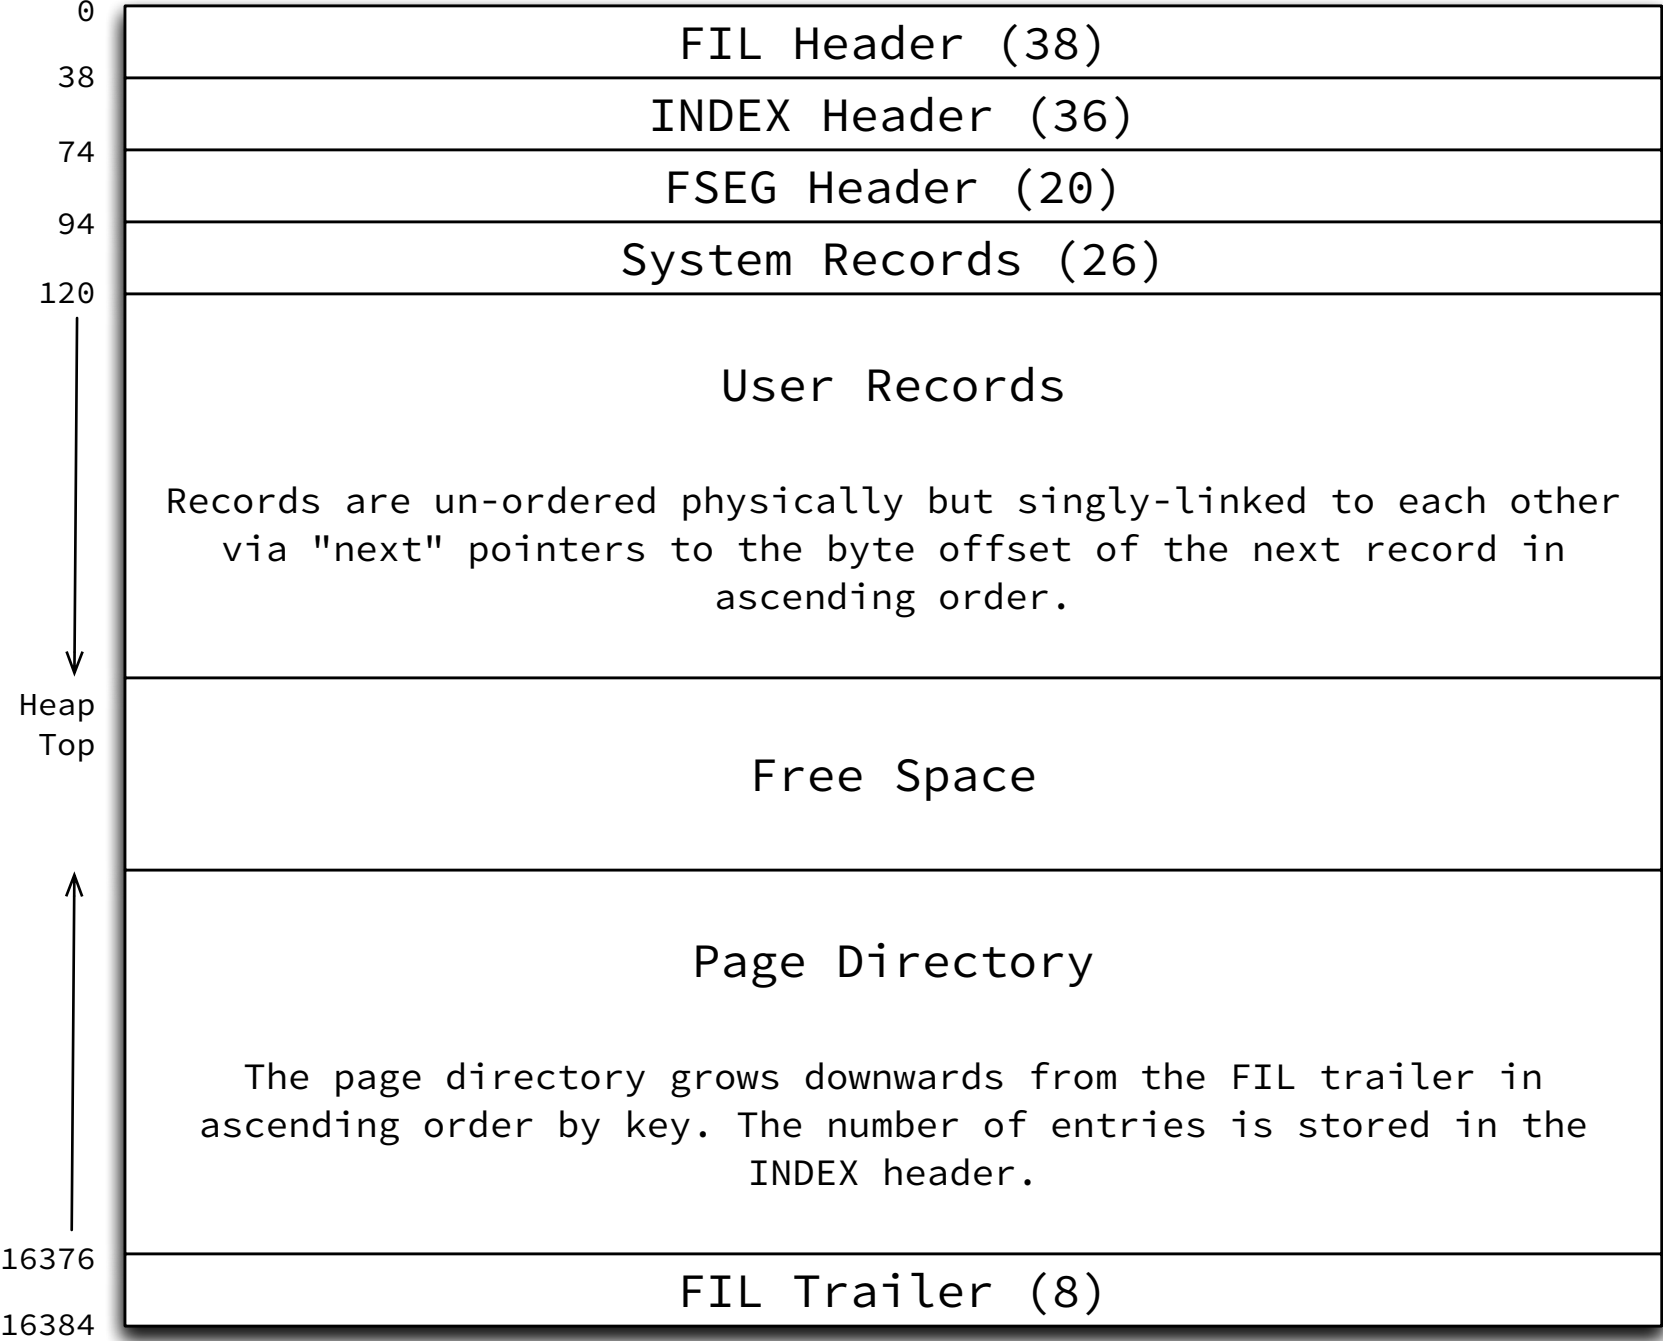 0
FIL Header (38)
38
INDEX Header (36)
74
FSEG Header (20)
94
System Records (26)
120
User Records
Records are un-ordered physically but singly-linked to each other
via "next" pointers to the byte offset of the next record in
ascending order.
Heap
Top
Free Space
Page Directory
The page directory grows downwards from the FIL trailer in
ascending order by key. The number of entries is stored in the
INDEX header.
16376
FIL Trailer (8)
16384